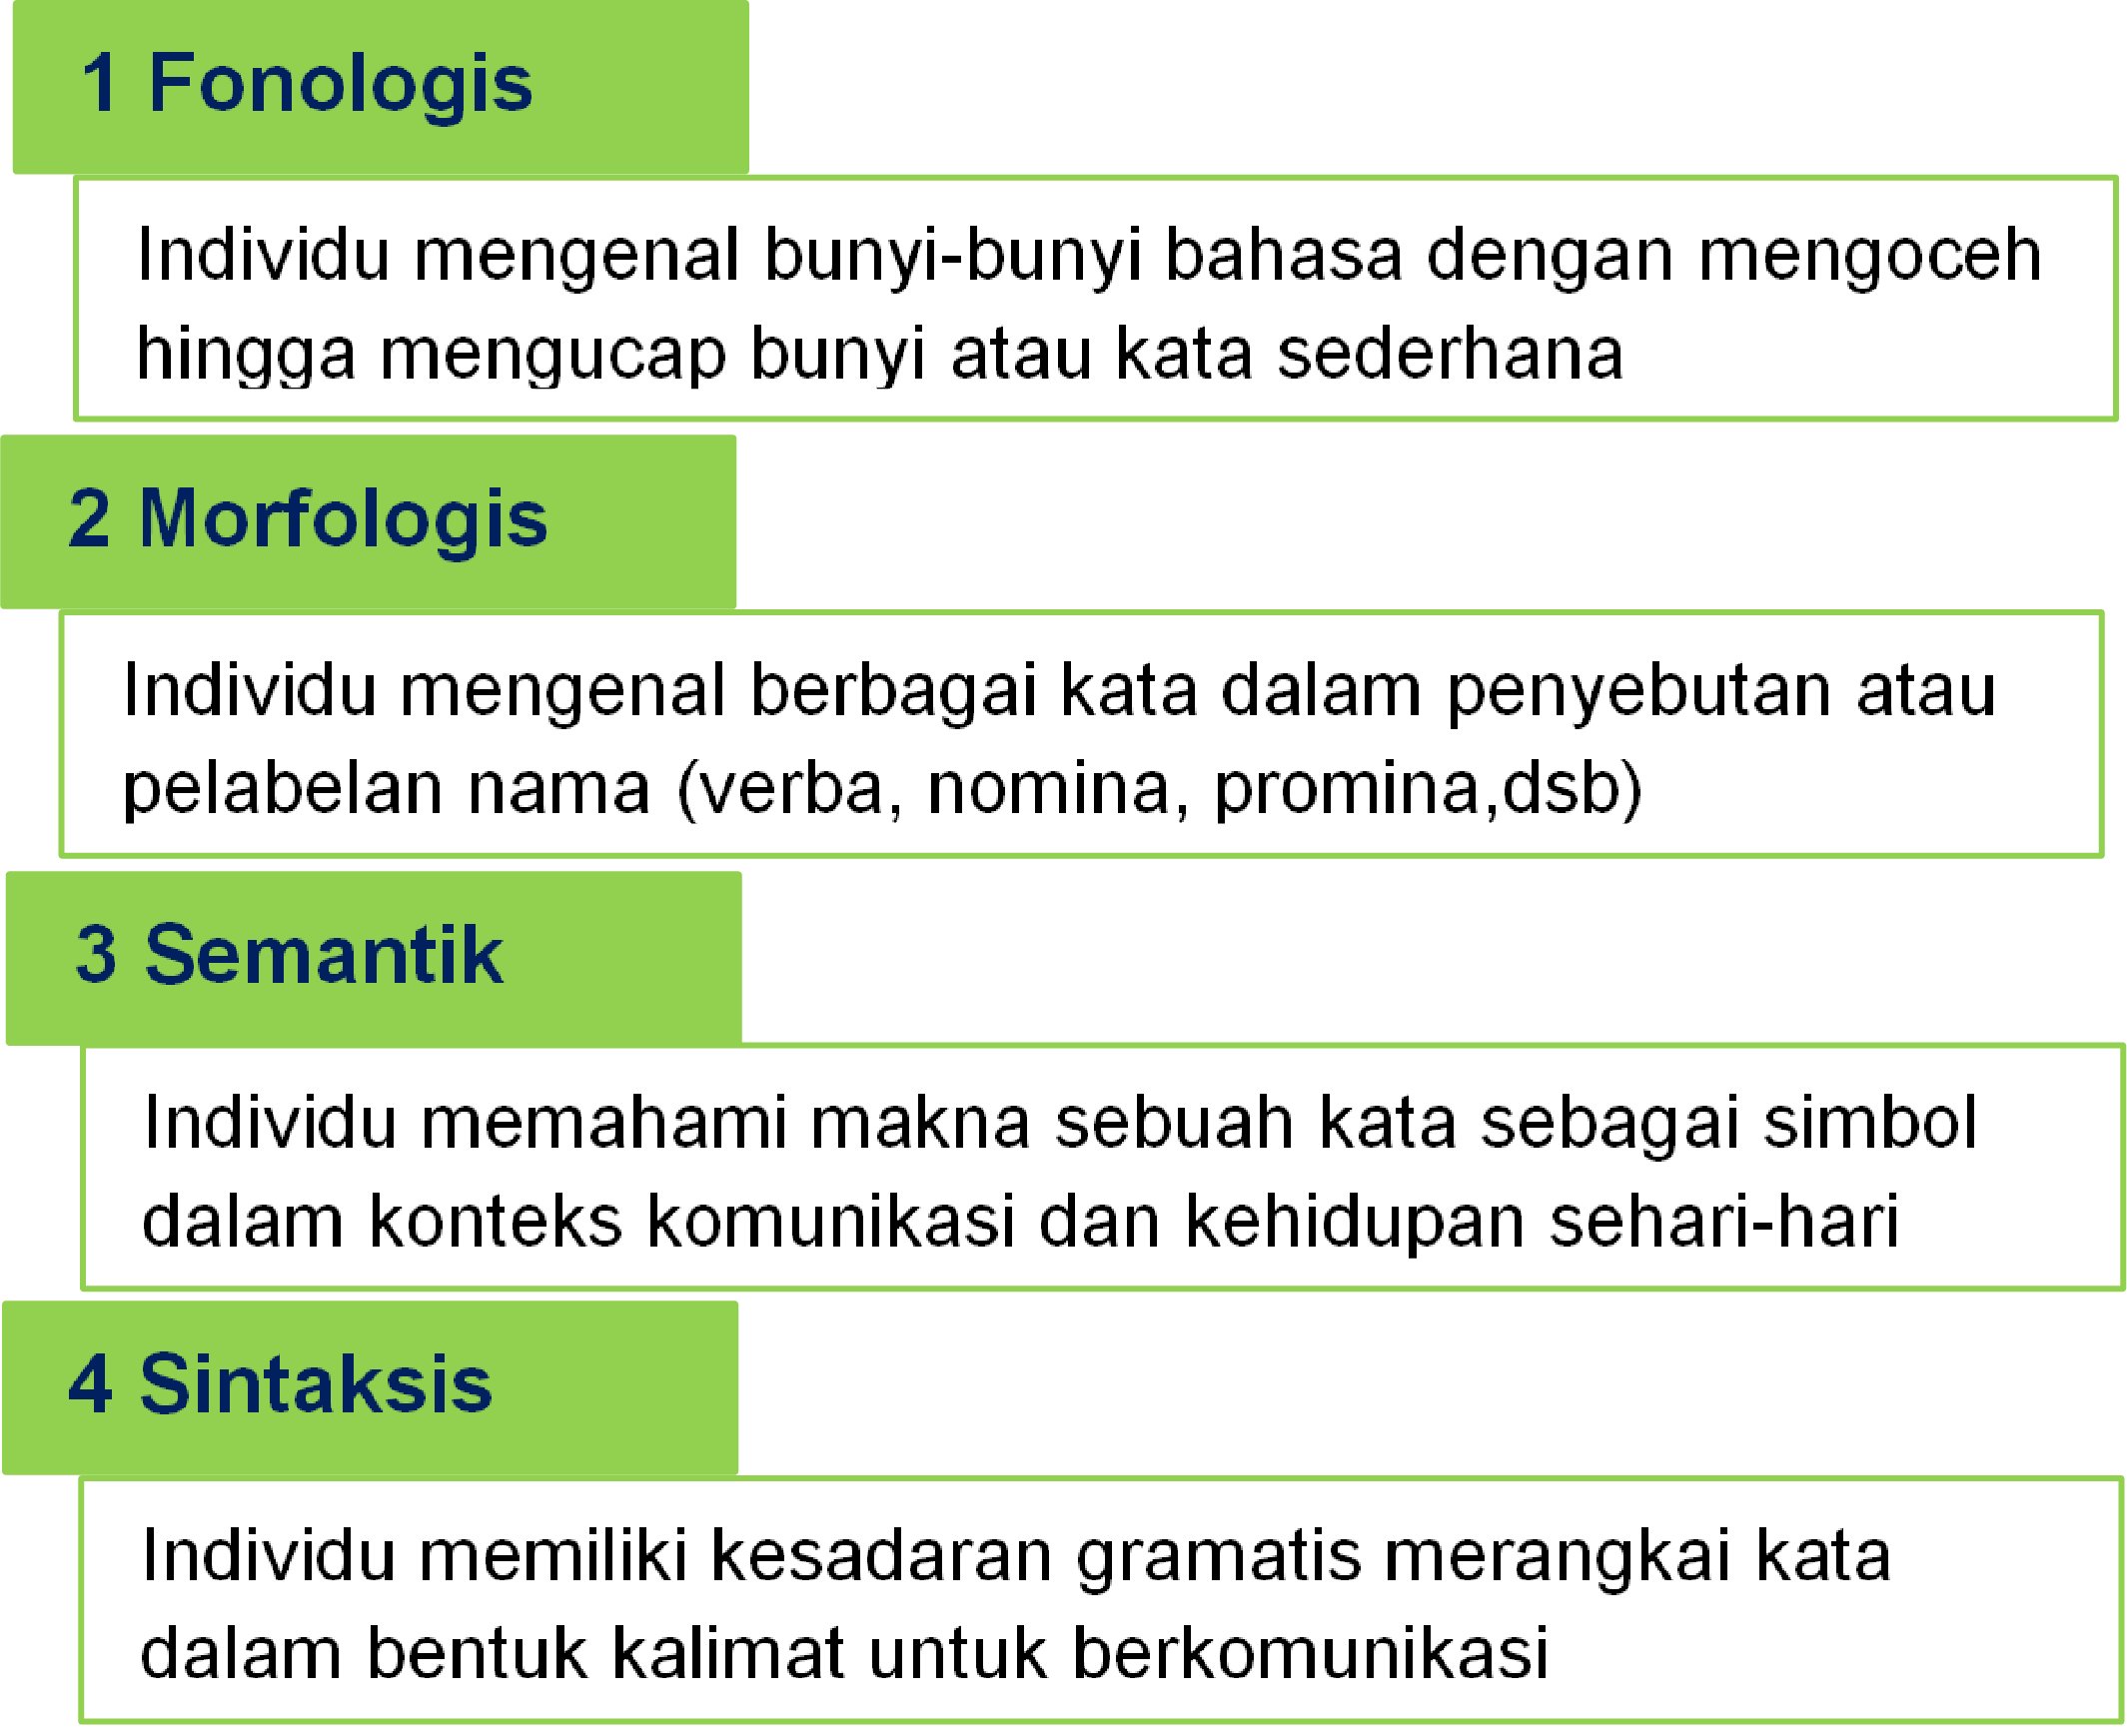 1 Fonologis
Individu mengenal bunyi-bunyi bahasa dengan mengoceh
hingga mengucap bunyi atau kata sederhana
2 Morfologis
Individu mengenal berbagai kata dalam penyebutan atau
pelabelan nama (verba, nomina, promina,dsb)
3 Semantik
Individu memahami makna sebuah kata sebagai simbol
dalam konteks komunikasi dan kehidupan sehari-hari
4 Sintaksis
Individu memiliki kesadaran gramatis merangkai kata
dalam bentuk kalimat untuk berkomunikasi